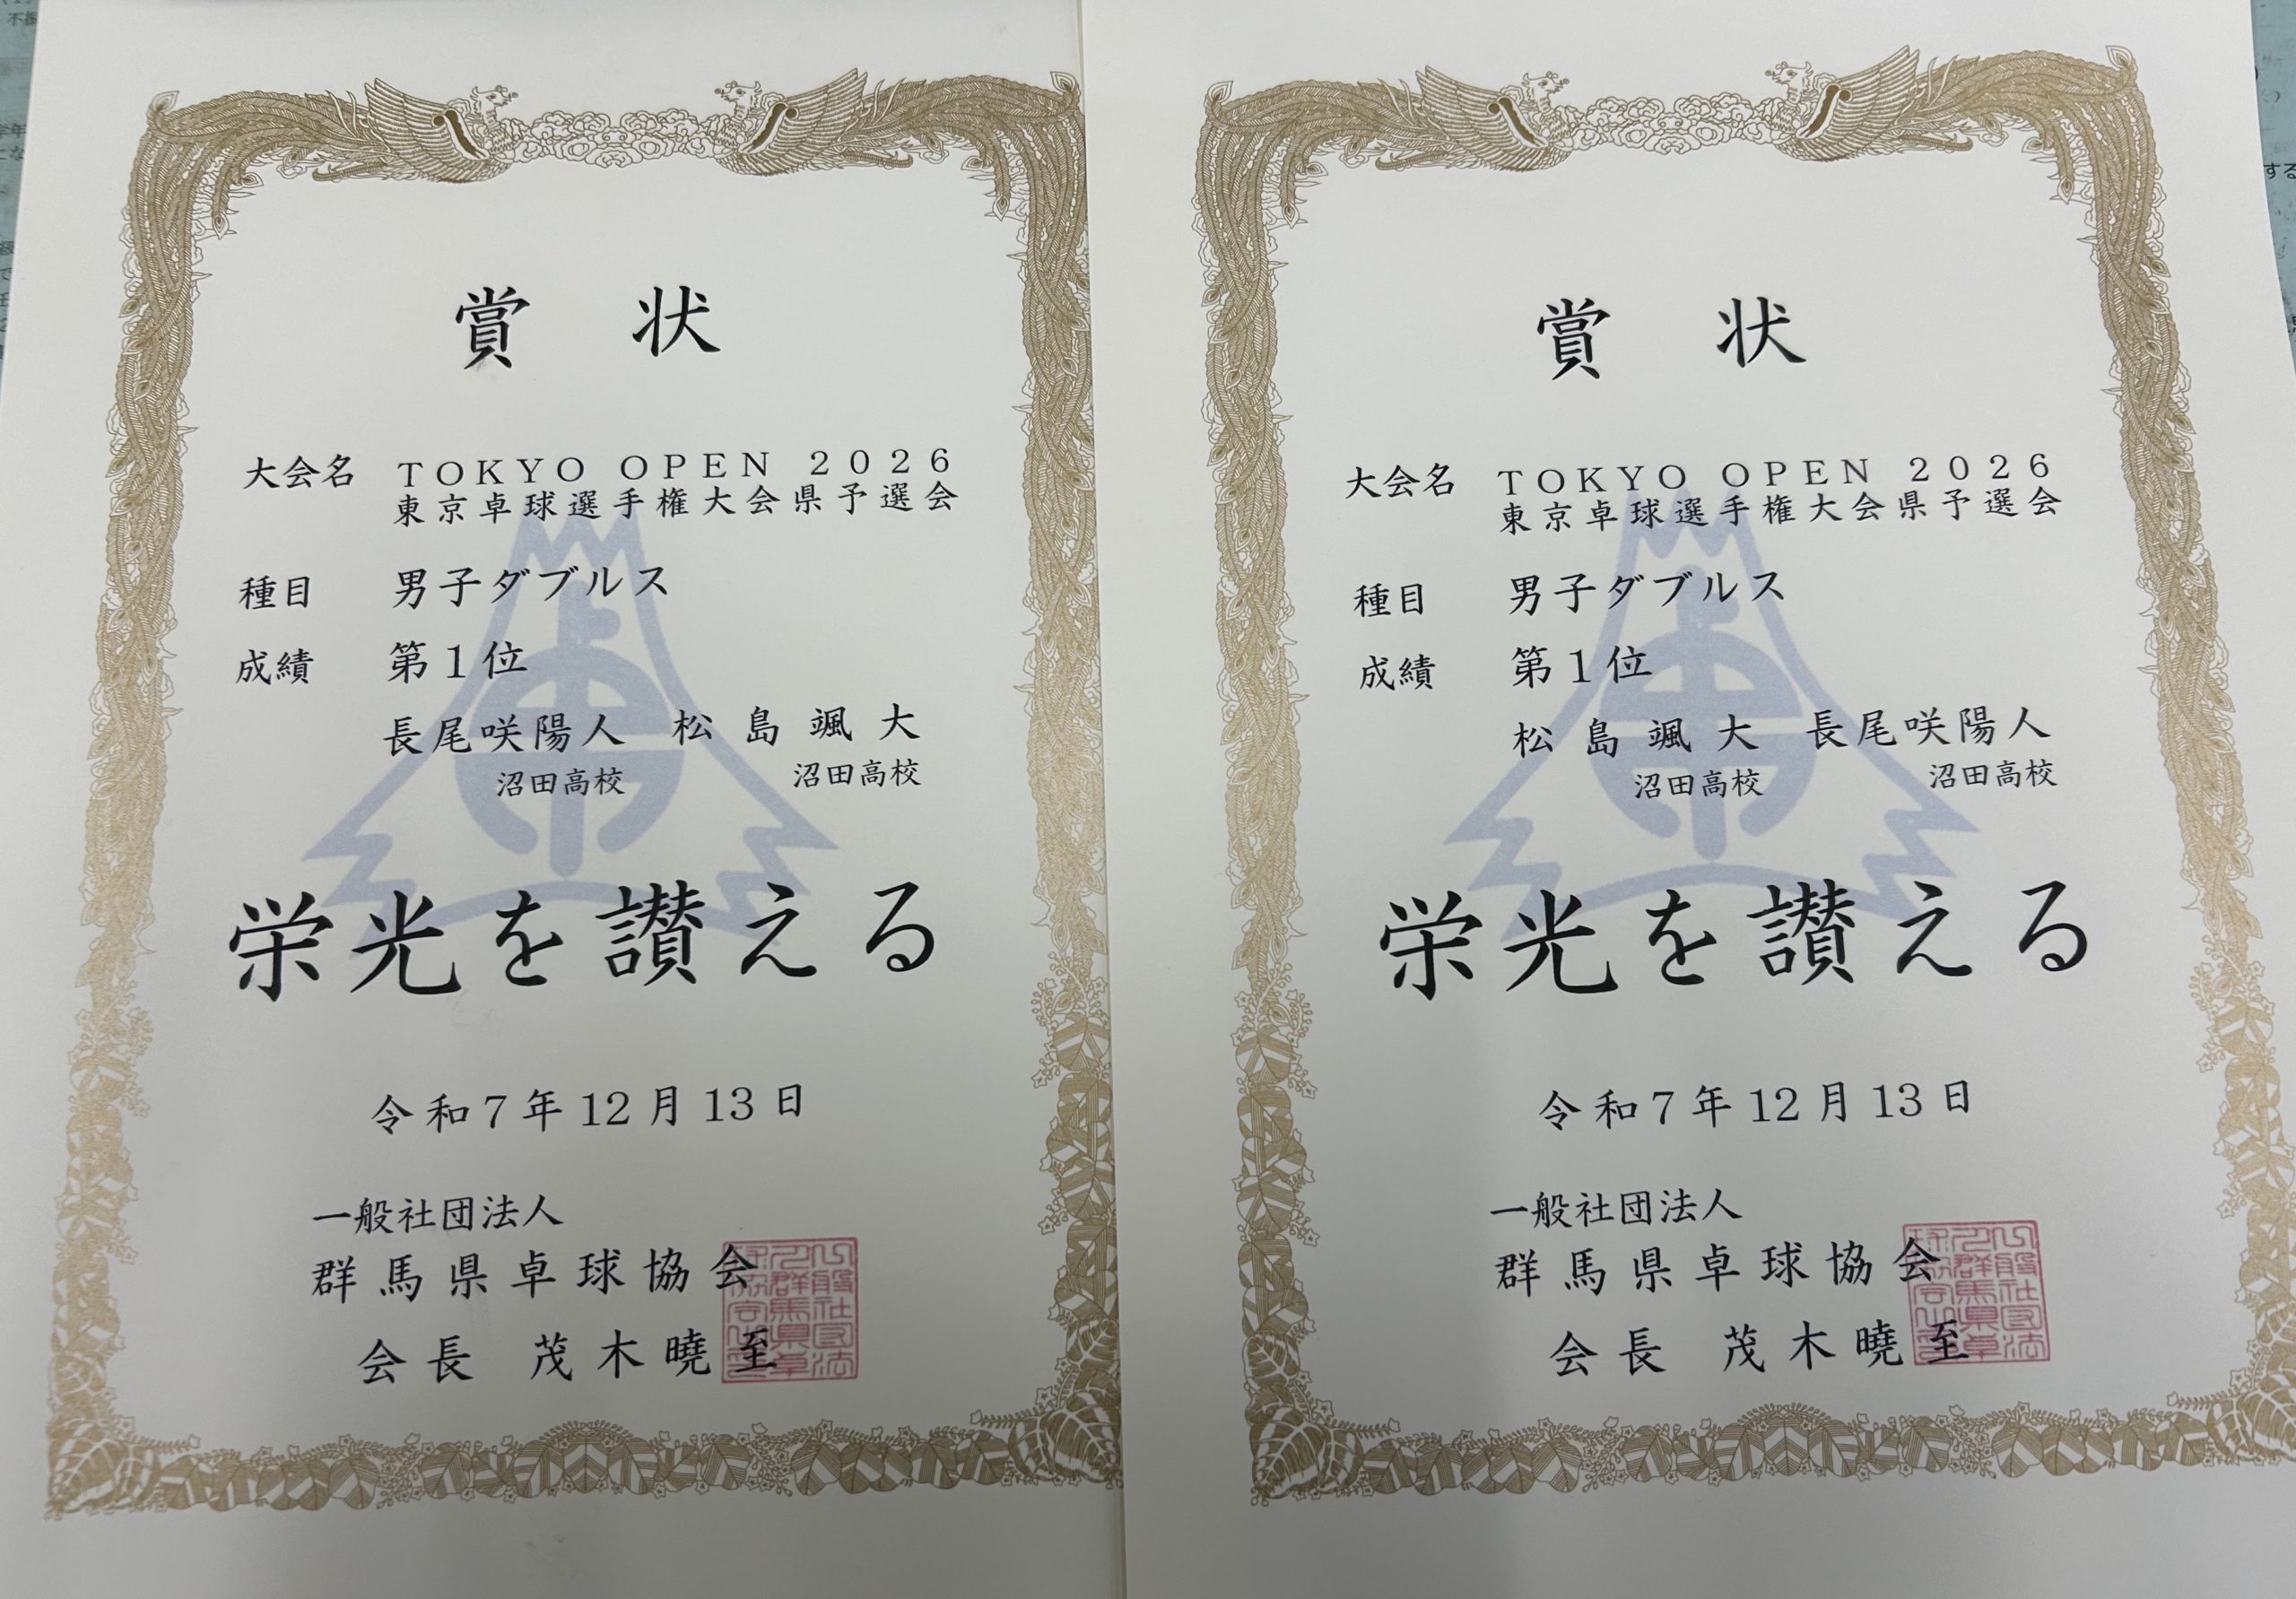 賞状
大会名 TOKYO OPEN 2026
東京卓球選手権大会県予選会
種目 男子ダブルス
成績 第1位
長尾咲陽人 松島颯大
沼田高校 沼田高校
栄光を讃える
令和7年12月13日
一般社団法人
群馬県卓球協会
会長 茂木曉至
賞状
大会名 TOKYO OPEN 2026
東京卓球選手権大会県予選会
種目 男子ダブルス
成績 第1位
松島颯大 長尾咲陽人
沼田高校 沼田高校
栄光を讃える
令和7年12月13日
一般社団法人
群馬県卓球協会
会長 茂木曉至